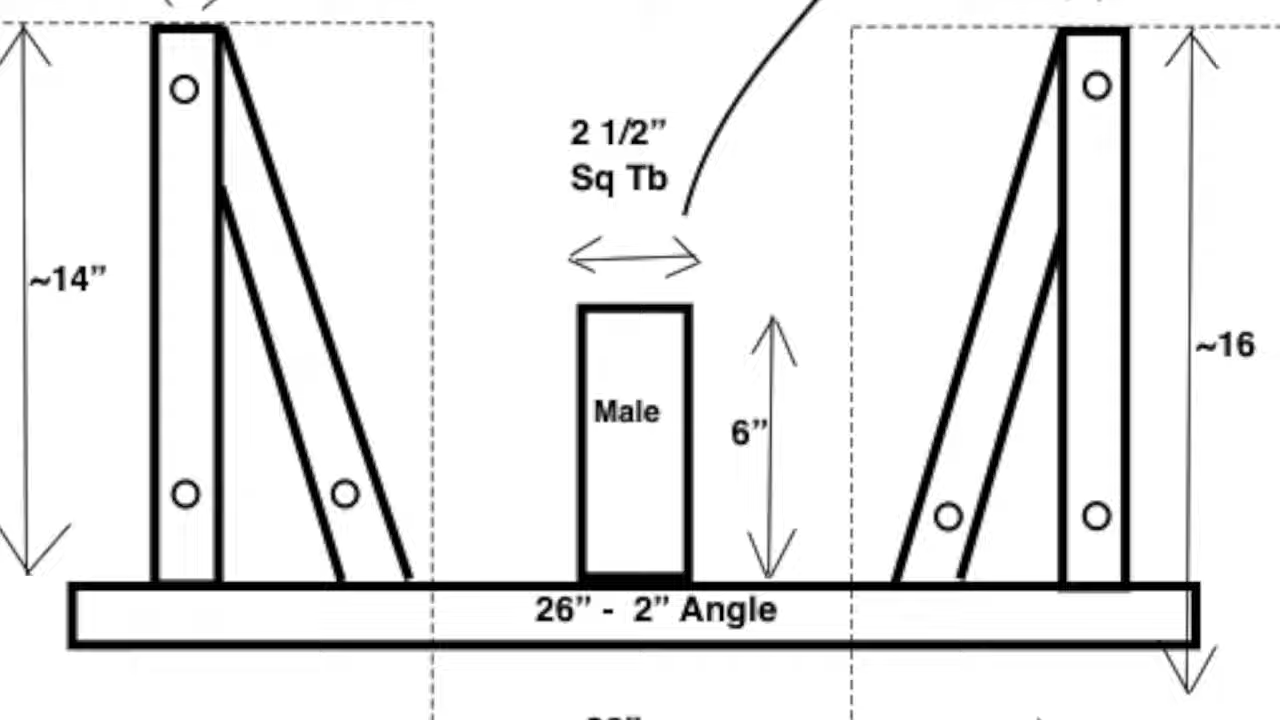 2 1/2”
Sq Tb
~14”
~16
Male
6”
26” - 2” Angle